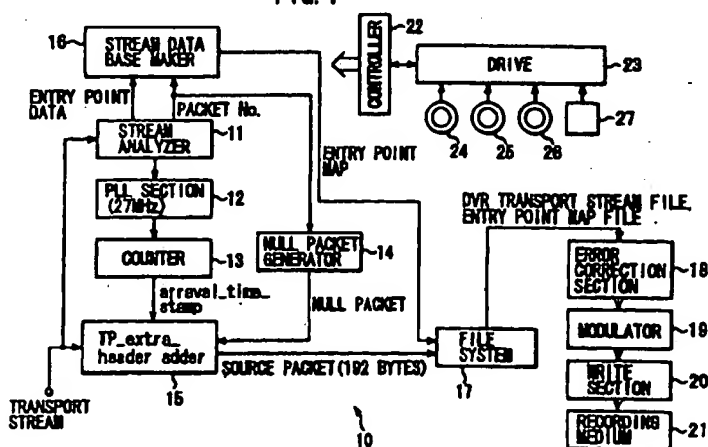 FIG. 1
16
STREAM DATA
BASE MAKER
22
CONTROLLER
DRIVE
23
24
25
26
27
ENTRY POINT
DATA
PACKET No.
STREAM
ANALYZER
11
ENTRY POINT
MAP
PLL SECTION
(27MHz)
12
COUNTER
13
NULL PACKET
GENERATOR
14
arraval_time_
stamp
NULL PACKET
TP_extra_
header adder
15
SOURCE PACKET (192 BYTES)
TRANSPORT
STREAM
FILE
SYSTEM
17
10
DVR TRANSPORT STREAM FILE,
ENTRY POINT MAP FILE
ERROR
CORRECTION
SECTION
18
MODULATOR
19
WRITE
SECTION
20
RECORDING
MEDIUM
21